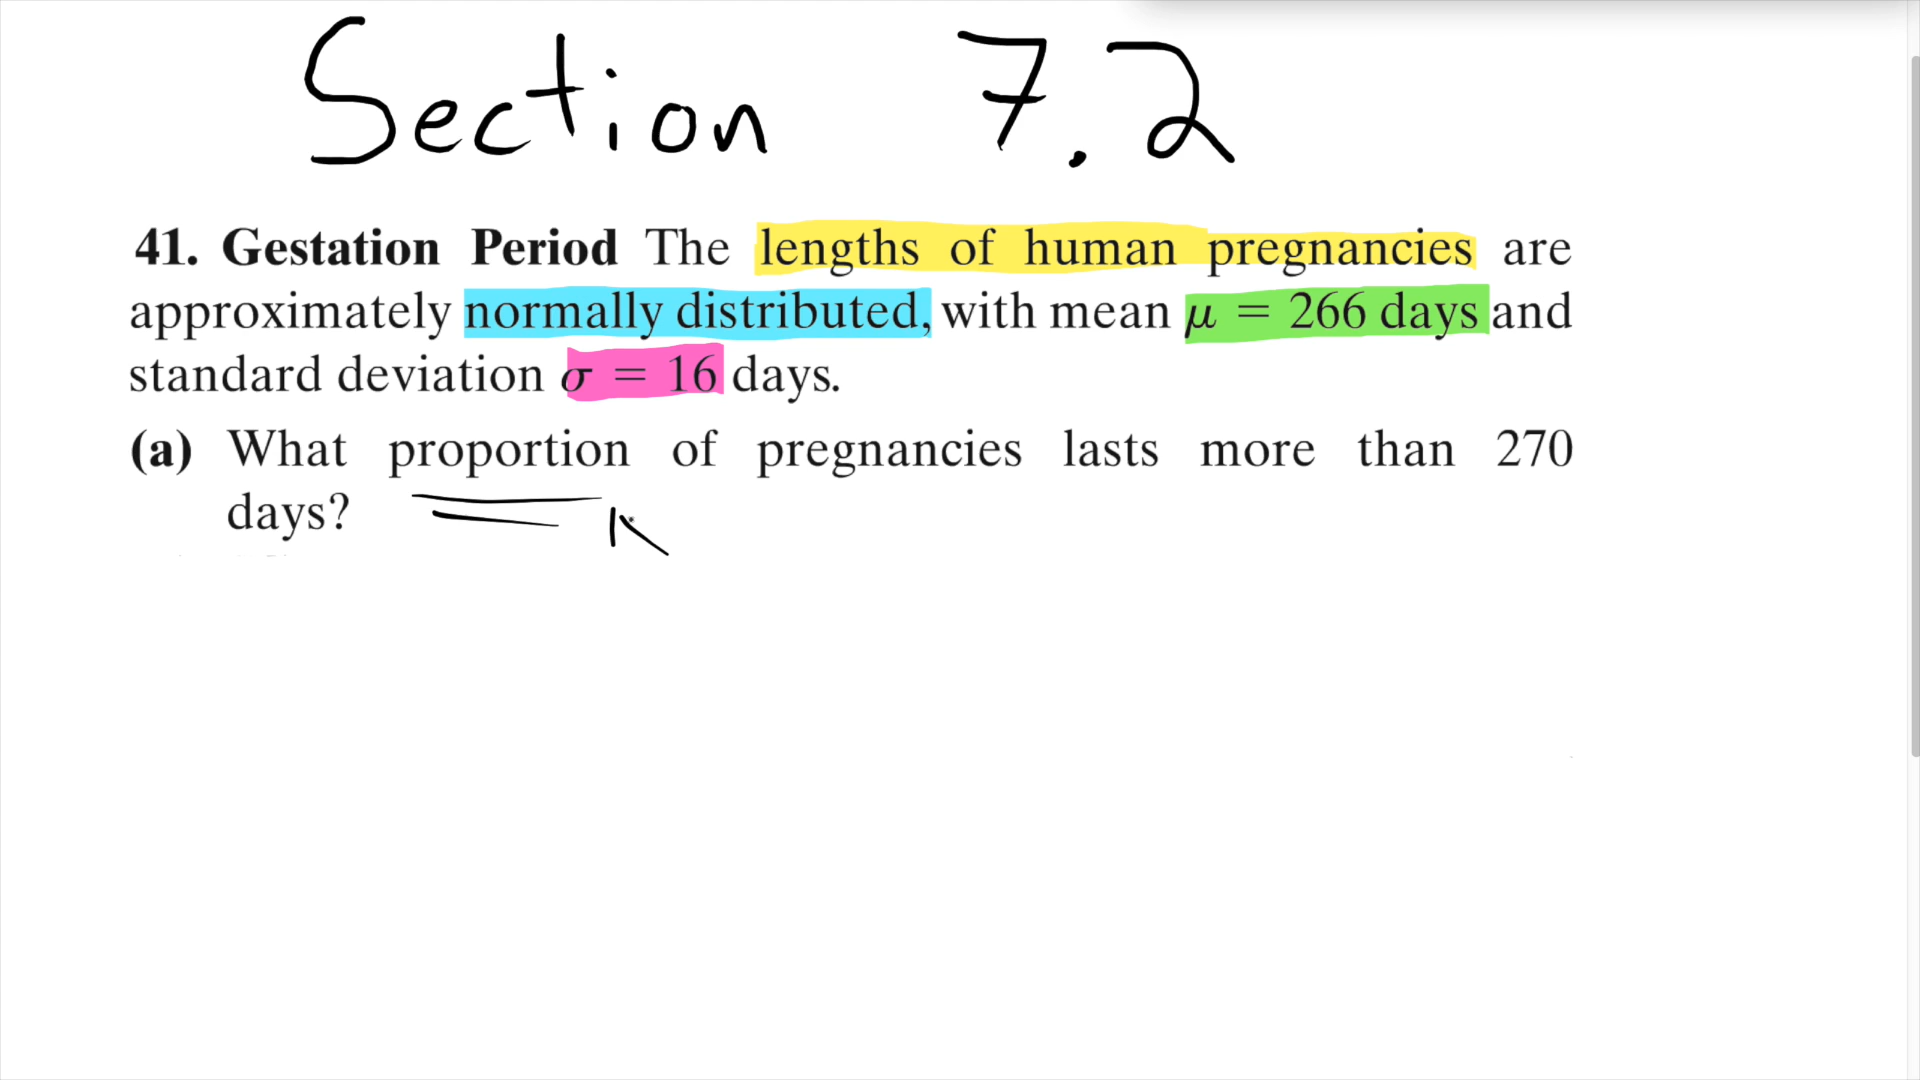 Section 7.2
41. Gestation Period The lengths of human pregnancies are
approximately normally distributed, with mean μ = 266 days and
standard deviation σ = 16 days.
(a) What proportion of pregnancies lasts more than 270
days?